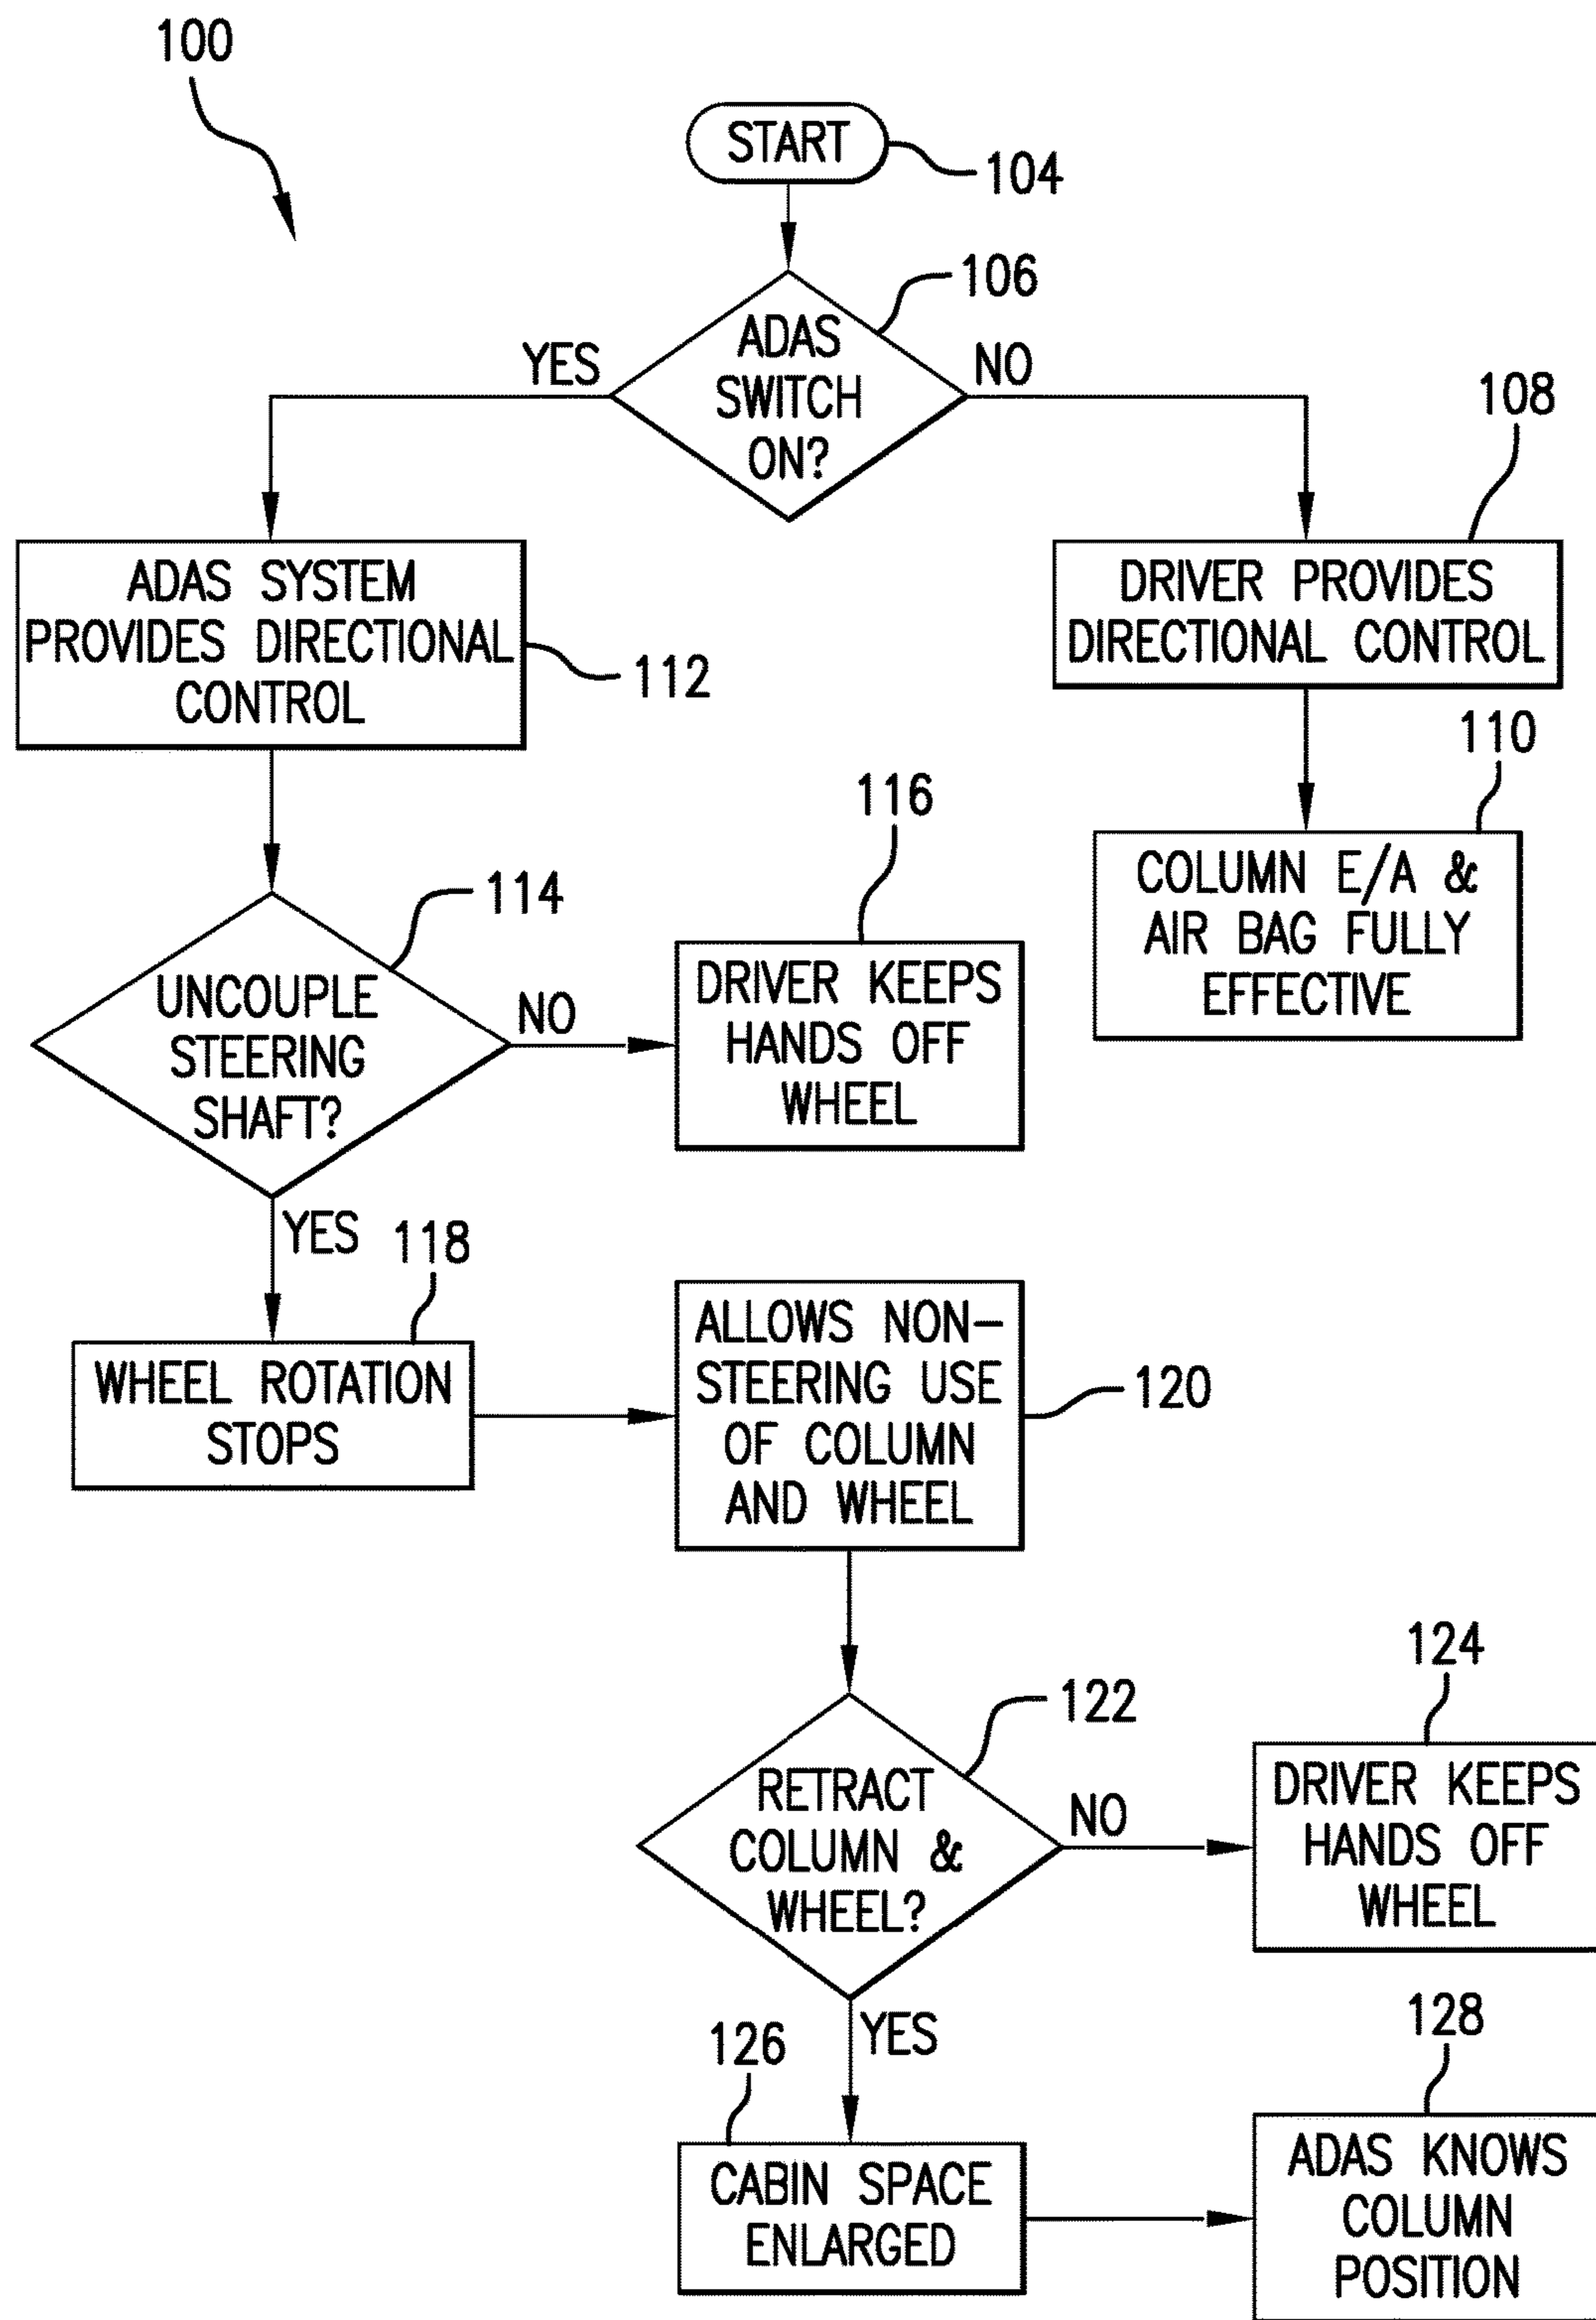 100
START
104
106
ADAS
SWITCH
ON?
YES
NO
108
ADAS SYSTEM
PROVIDES DIRECTIONAL
CONTROL
112
DRIVER PROVIDES
DIRECTIONAL CONTROL
110
COLUMN E/A &
AIR BAG FULLY
EFFECTIVE
114
UNCOUPLE
STEERING
SHAFT?
NO
116
DRIVER KEEPS
HANDS OFF
WHEEL
YES
118
WHEEL ROTATION
STOPS
ALLOWS NON-
STEERING USE
OF COLUMN
AND WHEEL
120
122
RETRACT
COLUMN &
WHEEL?
NO
124
DRIVER KEEPS
HANDS OFF
WHEEL
YES
126
CABIN SPACE
ENLARGED
128
ADAS KNOWS
COLUMN
POSITION